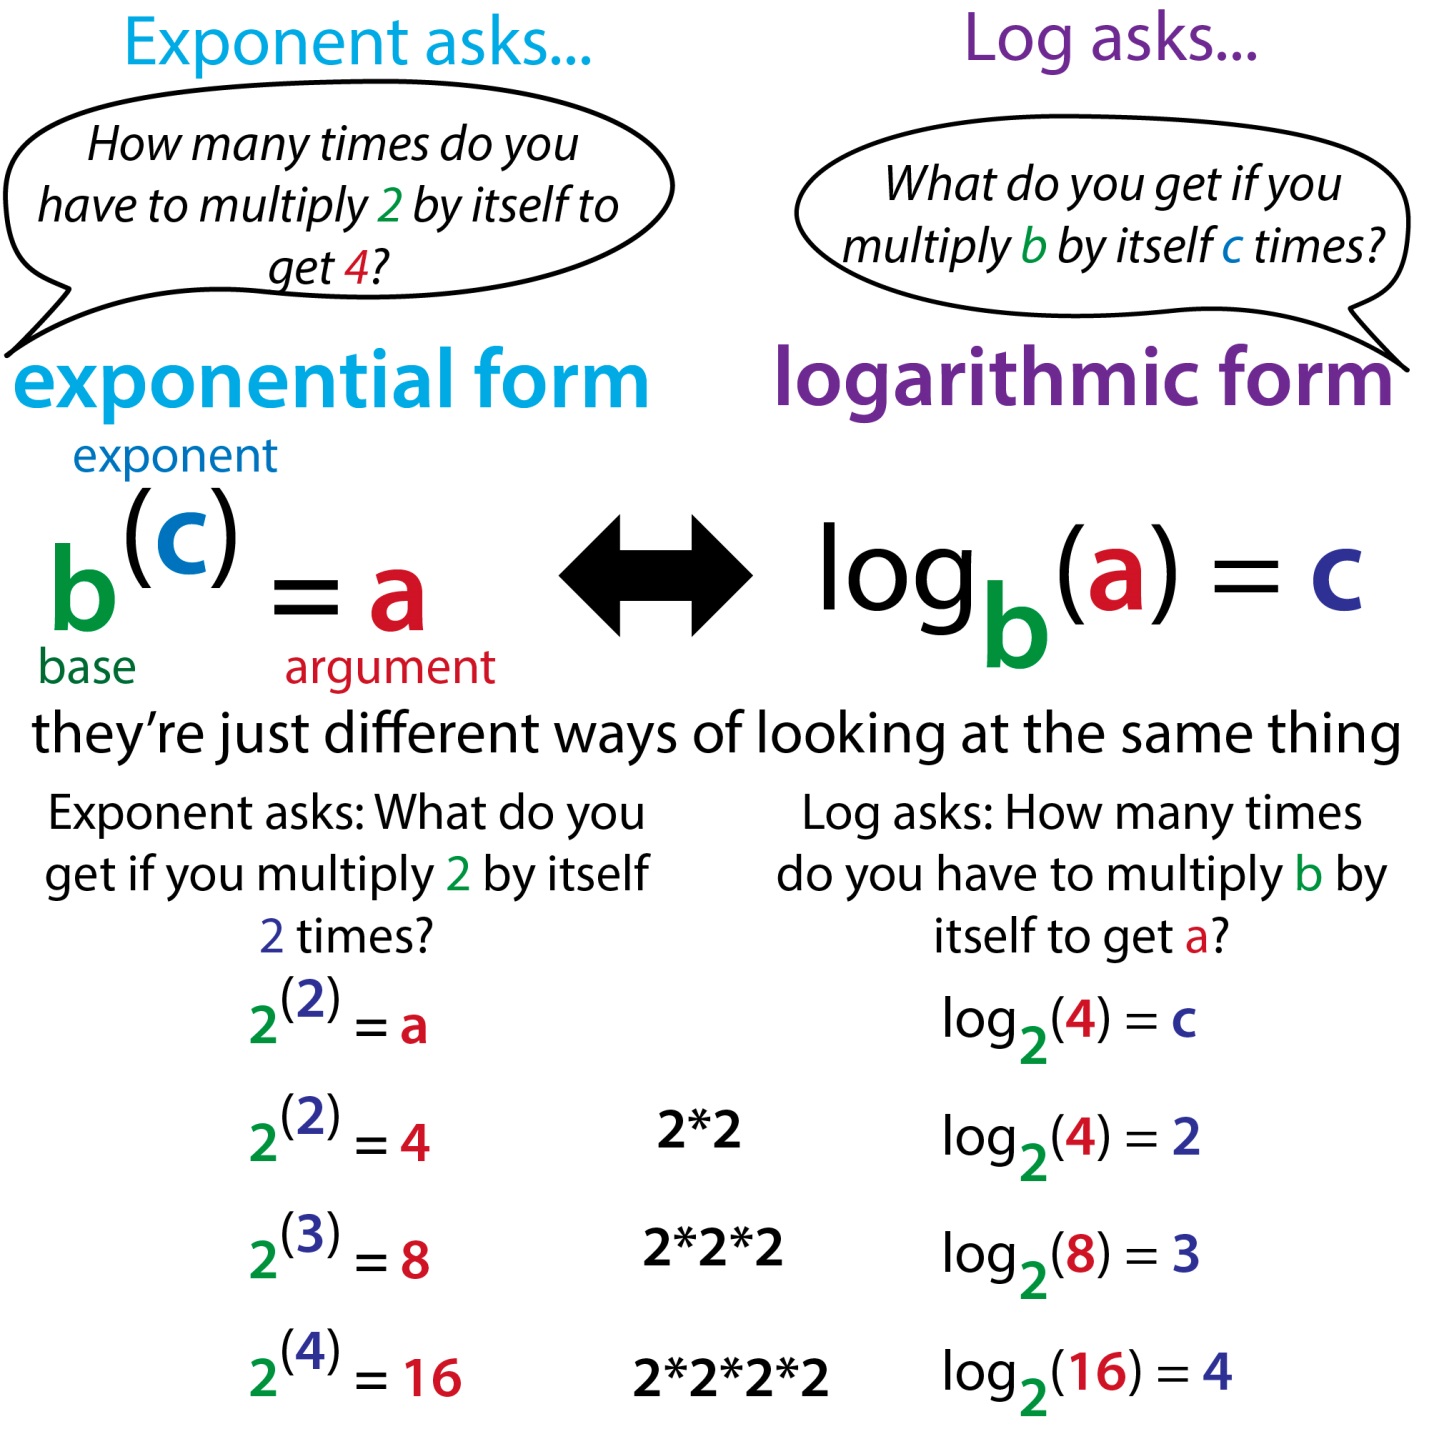 Exponent asks...
How many times do you
have to multiply 2 by itself to
get 4?
exponential form
exponent
b^(c) = a
base
argument
Log asks...
What do you get if you
multiply b by itself c times?
logarithmic form
log_b(a) = c
they’re just different ways of looking at the same thing
Exponent asks: What do you
get if you multiply 2 by itself
2 times?
Log asks: How many times
do you have to multiply b by
itself to get a?
2^(2) = a
log_2(4) = c
2^(2) = 4
2*2
log_2(4) = 2
2^(3) = 8
2*2*2
log_2(8) = 3
2^(4) = 16
2*2*2*2
log_2(16) = 4